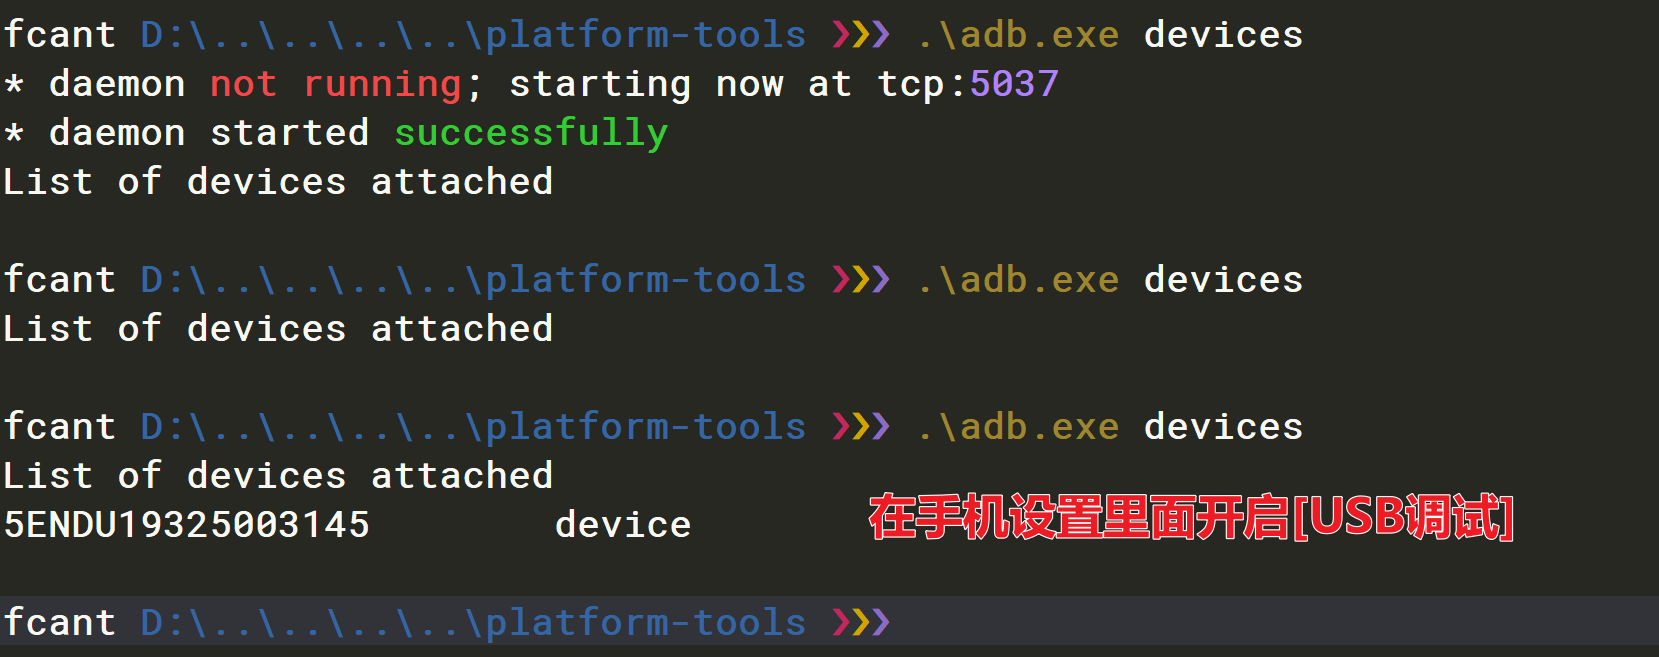 fcant D:\..\..\..\..\platform-tools ❯❯❯ .\adb.exe devices
* daemon not running; starting now at tcp:5037
* daemon started successfully
List of devices attached
fcant D:\..\..\..\..\platform-tools ❯❯❯ .\adb.exe devices
List of devices attached
fcant D:\..\..\..\..\platform-tools ❯❯❯ .\adb.exe devices
List of devices attached
5ENDU19325003145 device 在手机设置里面开启[USB调试]
fcant D:\..\..\..\..\platform-tools ❯❯❯